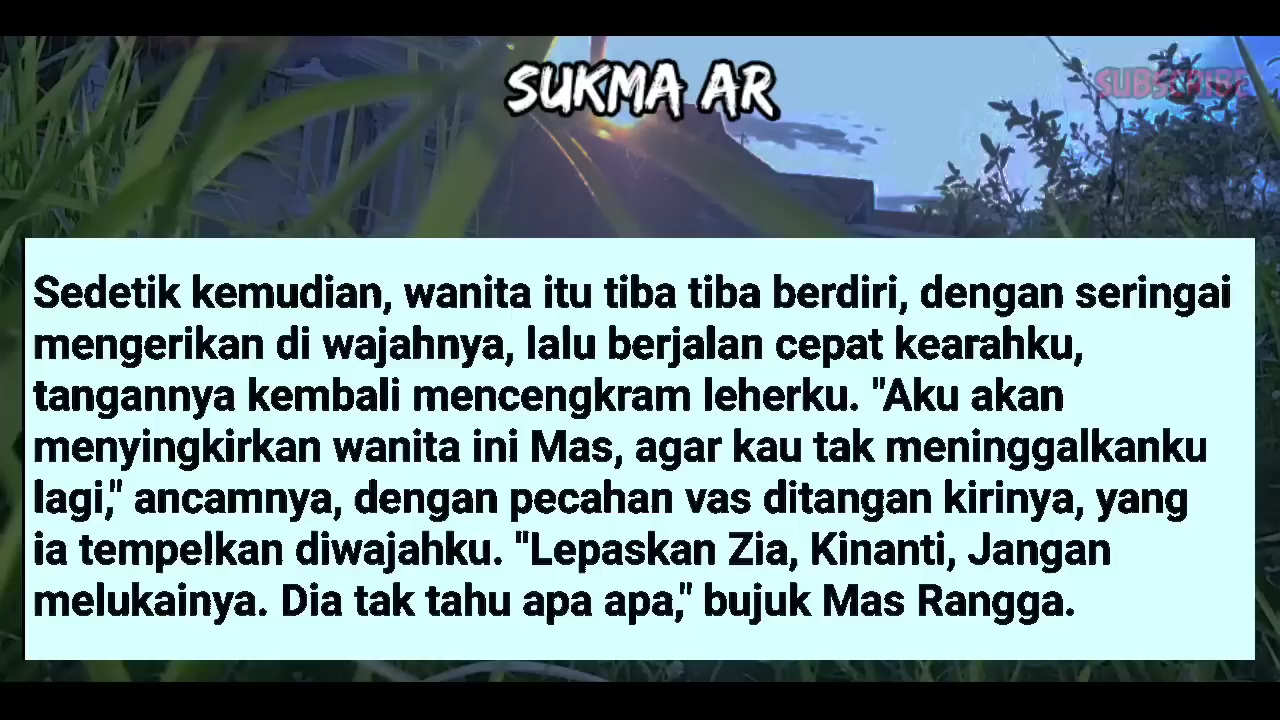 SUKMA AR
SUBSCRIBE
Sedetik kemudian, wanita itu tiba tiba berdiri, dengan seringai
mengerikan di wajahnya, lalu berjalan cepat kearahku,
tangannya kembali mencengkram leherku. "Aku akan
menyingkirkan wanita ini Mas, agar kau tak meninggalkanku
lagi," ancamnya, dengan pecahan vas ditangan kirinya, yang
ia tempelkan diwajahku. "Lepaskan Zia, Kinanti, Jangan
melukainya. Dia tak tahu apa apa," bujuk Mas Rangga.